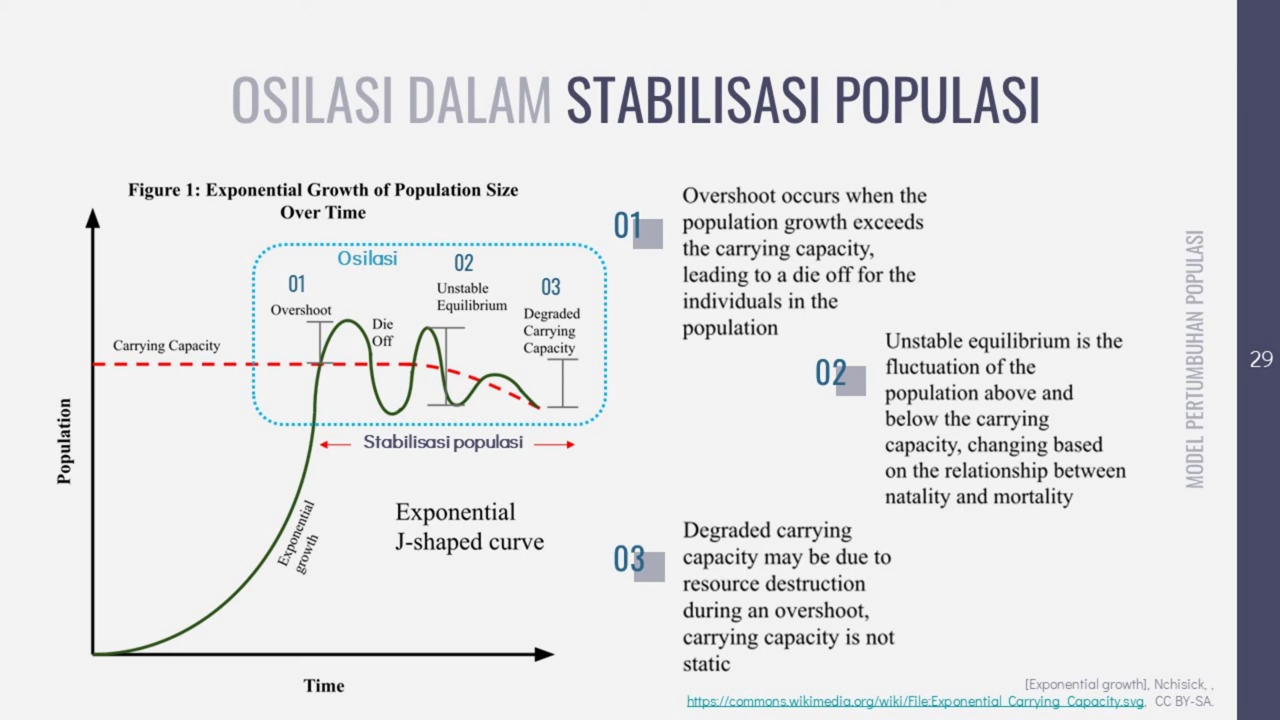 OSILASI DALAM STABILISASI POPULASI
Figure 1: Exponential Growth of Population Size
Over Time
Osilasi
01
Overshoot
Die
Off
02
Unstable
Equilibrium
03
Degraded
Carrying
Capacity
Carrying Capacity
Stabilisasi populasi
Population
Exponential
growth
Exponential
J-shaped curve
Time
01
Overshoot occurs when the
population growth exceeds
the carrying capacity,
leading to a die off for the
individuals in the
population
02
Unstable equilibrium is the
fluctuation of the
population above and
below the carrying
capacity, changing based
on the relationship between
natality and mortality
03
Degraded carrying
capacity may be due to
resource destruction
during an overshoot,
carrying capacity is not
static
MODEL PERTUMBUHAN POPULASI
29
[Exponential growth], Nchisick, ,
https://commons.wikimedia.org/wiki/File:Exponential_Carrying_Capacity.svg, CC BY-SA.